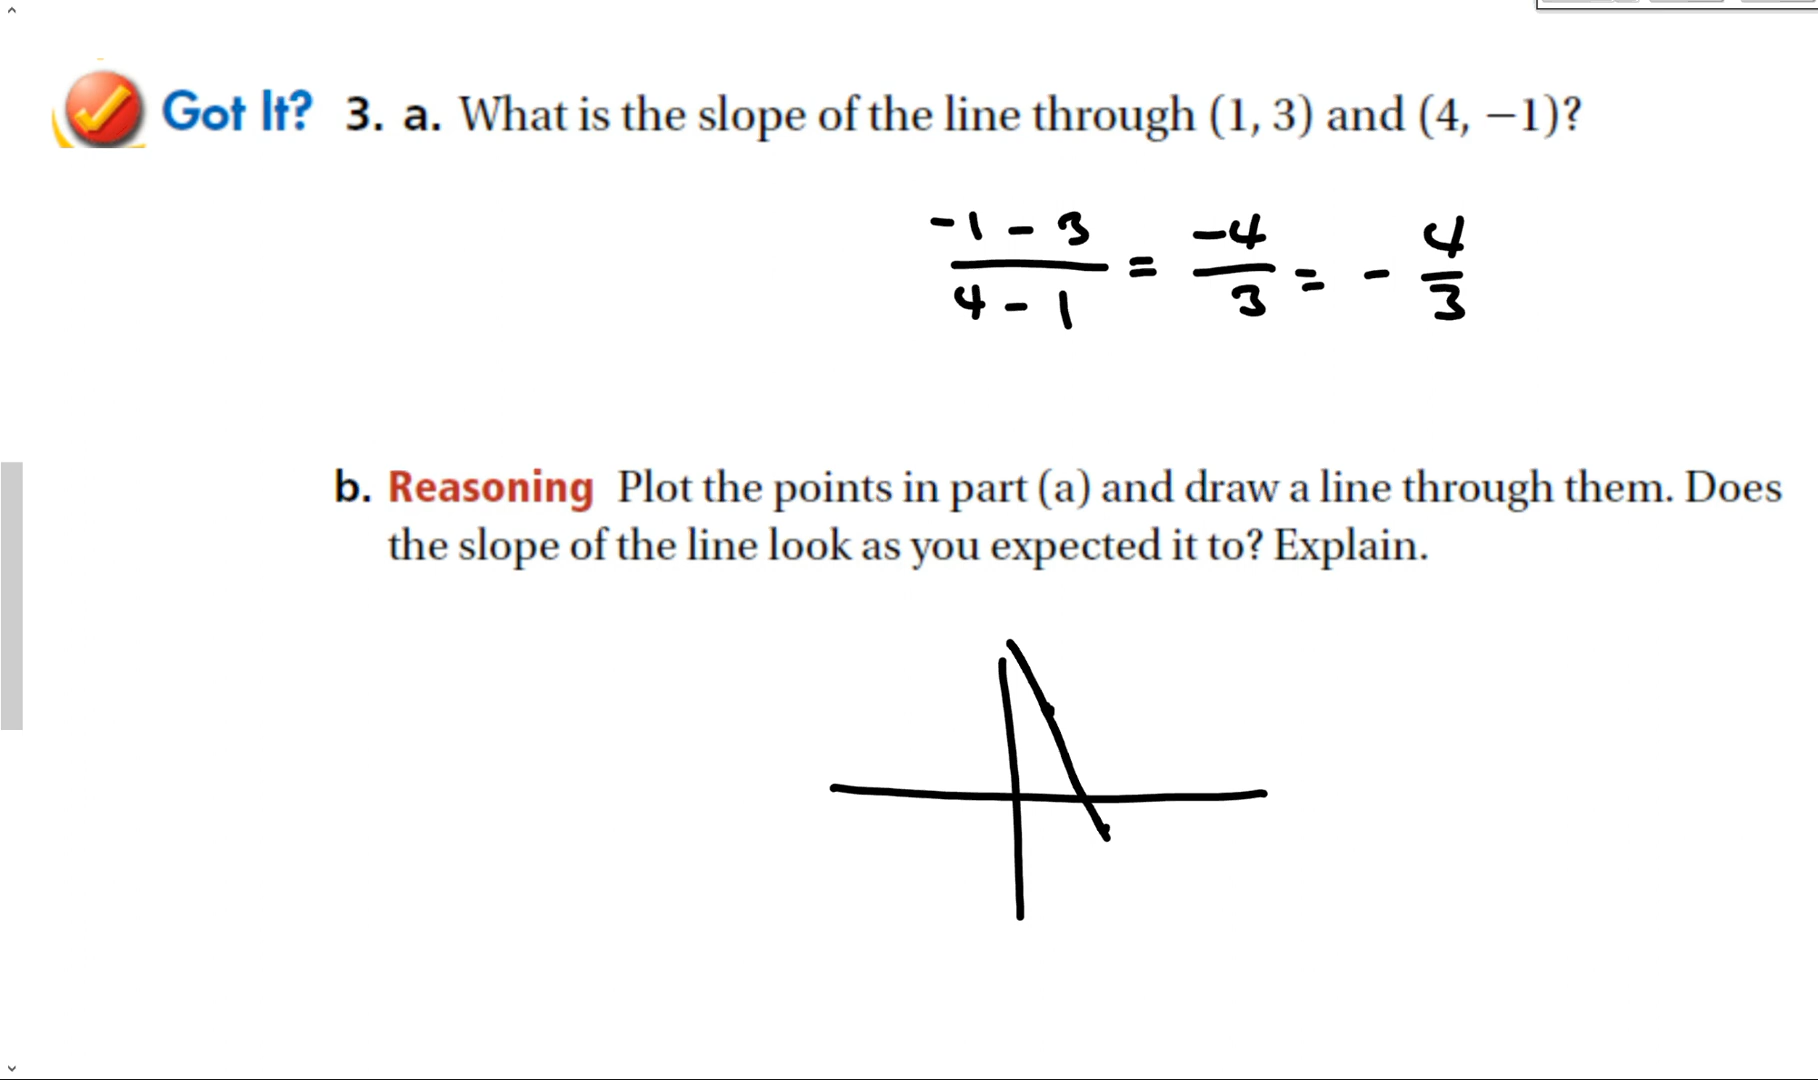 Got It? 3. a. What is the slope of the line through (1, 3) and (4, −1)?
-1 - 3 / 4 - 1 = -4 / 3 = - 4 / 3
b. Reasoning Plot the points in part (a) and draw a line through them. Does
the slope of the line look as you expected it to? Explain.